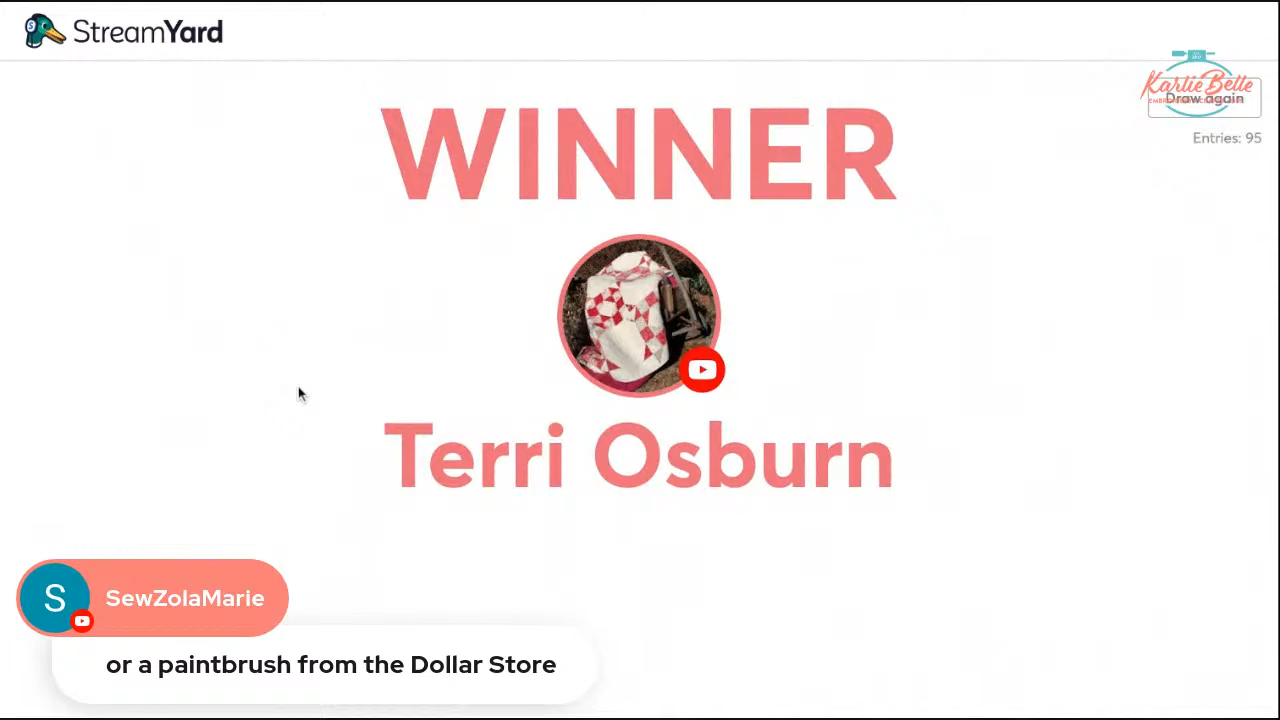 StreamYard
Karlie Belle
Draw again
Entries: 95
WINNER
Terri Osburn
S
SewZolaMarie
or a paintbrush from the Dollar Store